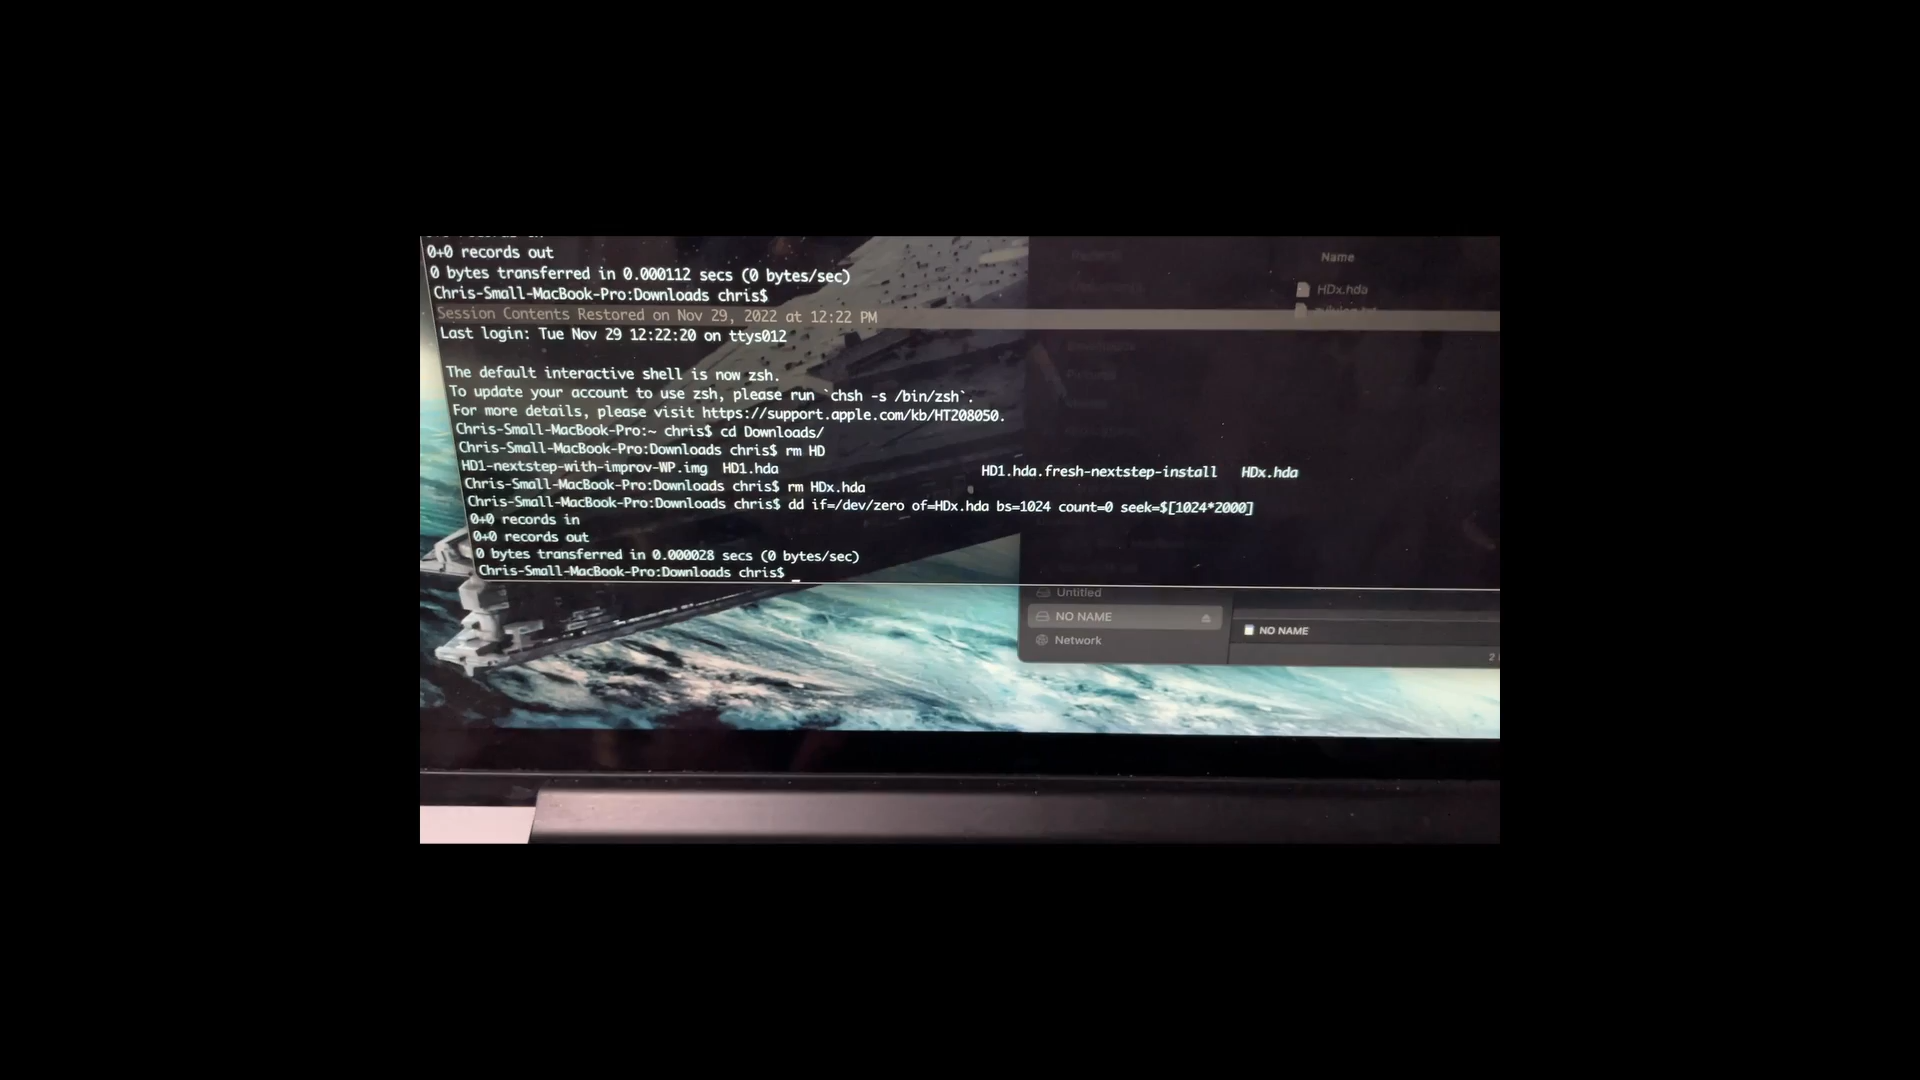 0+0 records out
0 bytes transferred in 0.000112 secs (0 bytes/sec)
Chris-Small-MacBook-Pro:Downloads chris$
Session Contents Restored on Nov 29, 2022 at 12:22 PM
Last login: Tue Nov 29 12:22:20 on ttys012
The default interactive shell is now zsh.
To update your account to use zsh, please run `chsh -s /bin/zsh`.
For more details, please visit https://support.apple.com/kb/HT208050.
Chris-Small-MacBook-Pro:~ chris$ cd Downloads/
Chris-Small-MacBook-Pro:Downloads chris$ rm HD
HD1-nextstep-with-improv-WP.img HD1.hda HD1.hda.fresh-nextstep-install HDx.hda
Chris-Small-MacBook-Pro:Downloads chris$ rm HDx.hda
Chris-Small-MacBook-Pro:Downloads chris$ dd if=/dev/zero of=HDx.hda bs=1024 count=0 seek=$[1024*2000]
0+0 records in
0+0 records out
0 bytes transferred in 0.000028 secs (0 bytes/sec)
Chris-Small-MacBook-Pro:Downloads chris$
Name
HDx.hda
Pictures
Untitled
NO NAME
Network
NO NAME
2